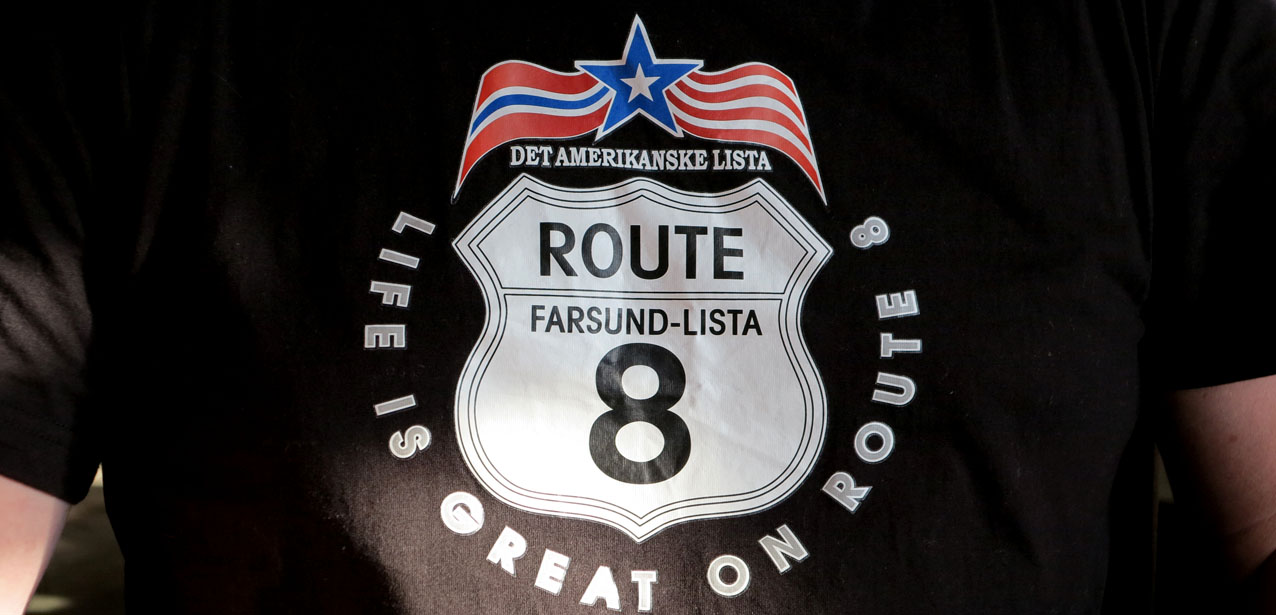 DET AMERIKANSKE LISTA
ROUTE
FARSUND-LISTA
8
LIFE IS GREAT ON ROUTE 8